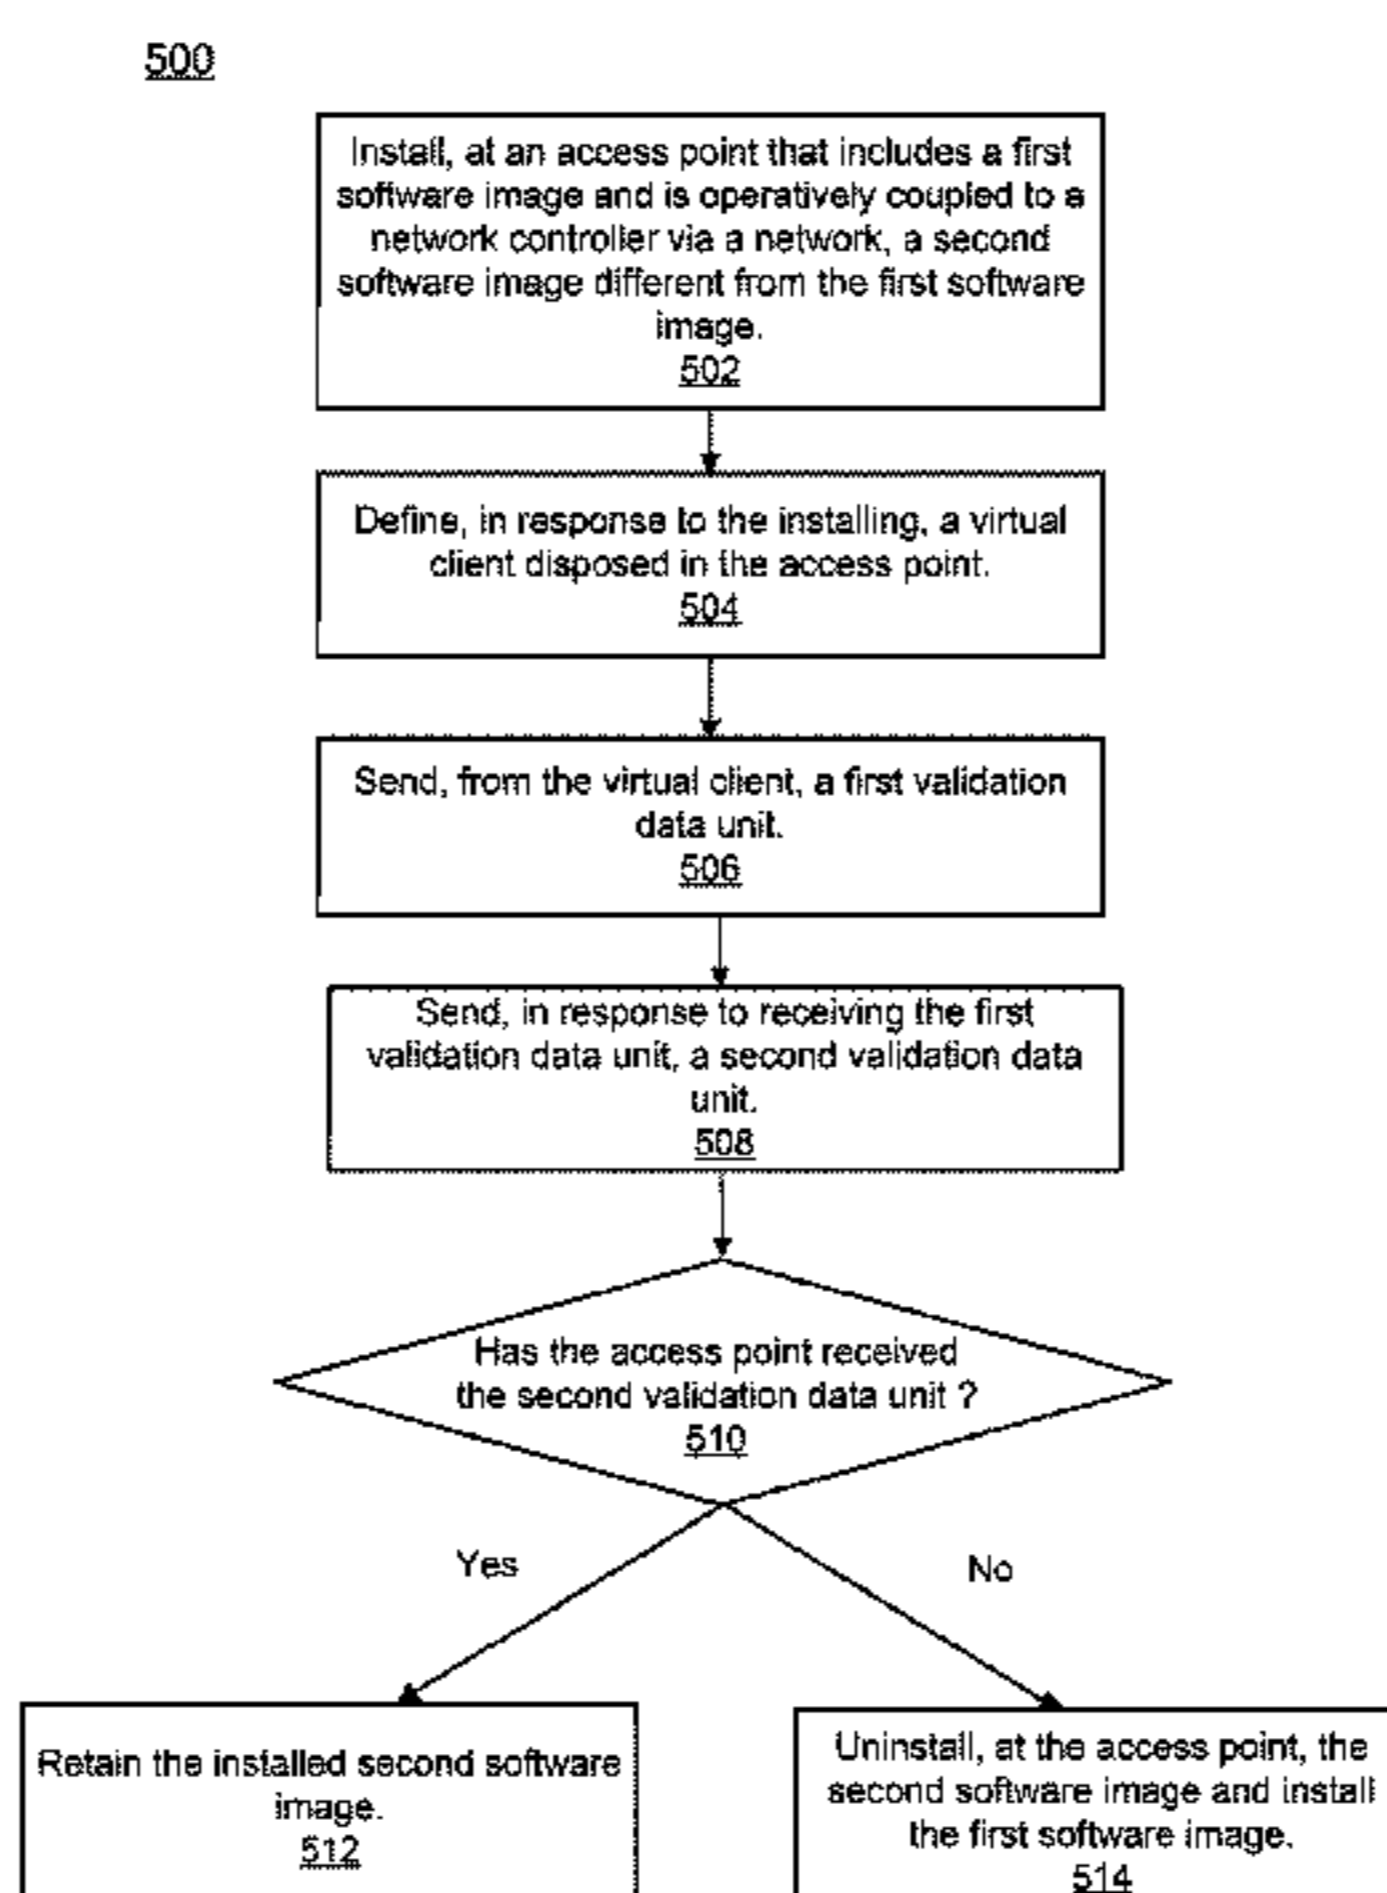 500
Install, at an access point that includes a first
software image and is operatively coupled to a
network controller via a network, a second
software image different from the first software
image.
502
Define, in response to the installing, a virtual
client disposed in the access point.
504
Send, from the virtual client, a first validation
data unit.
506
Send, in response to receiving the first
validation data unit, a second validation data
unit.
508
Has the access point received
the second validation data unit ?
510
Yes
No
Retain the installed second software
image.
512
Uninstall, at the access point, the
second software image and install
the first software image.
514